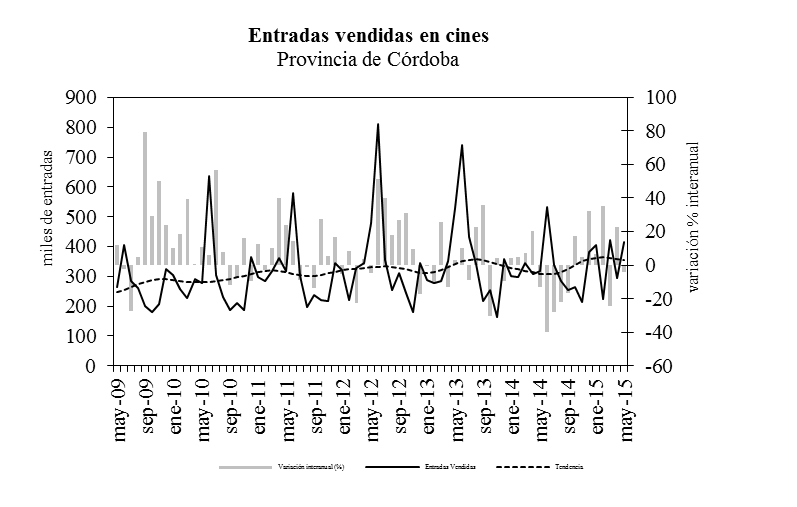 Entradas vendidas en cines
Provincia de Córdoba
miles de entradas
900
800
700
600
500
400
300
200
100
0
100
80
60
40
20
0
-20
-40
-60
variación % interanual
may-09
sep-09
ene-10
may-10
sep-10
ene-11
may-11
sep-11
ene-12
may-12
sep-12
ene-13
may-13
sep-13
ene-14
may-14
sep-14
ene-15
may-15
Variación interanual (%) Entradas Vendidas Tendencia